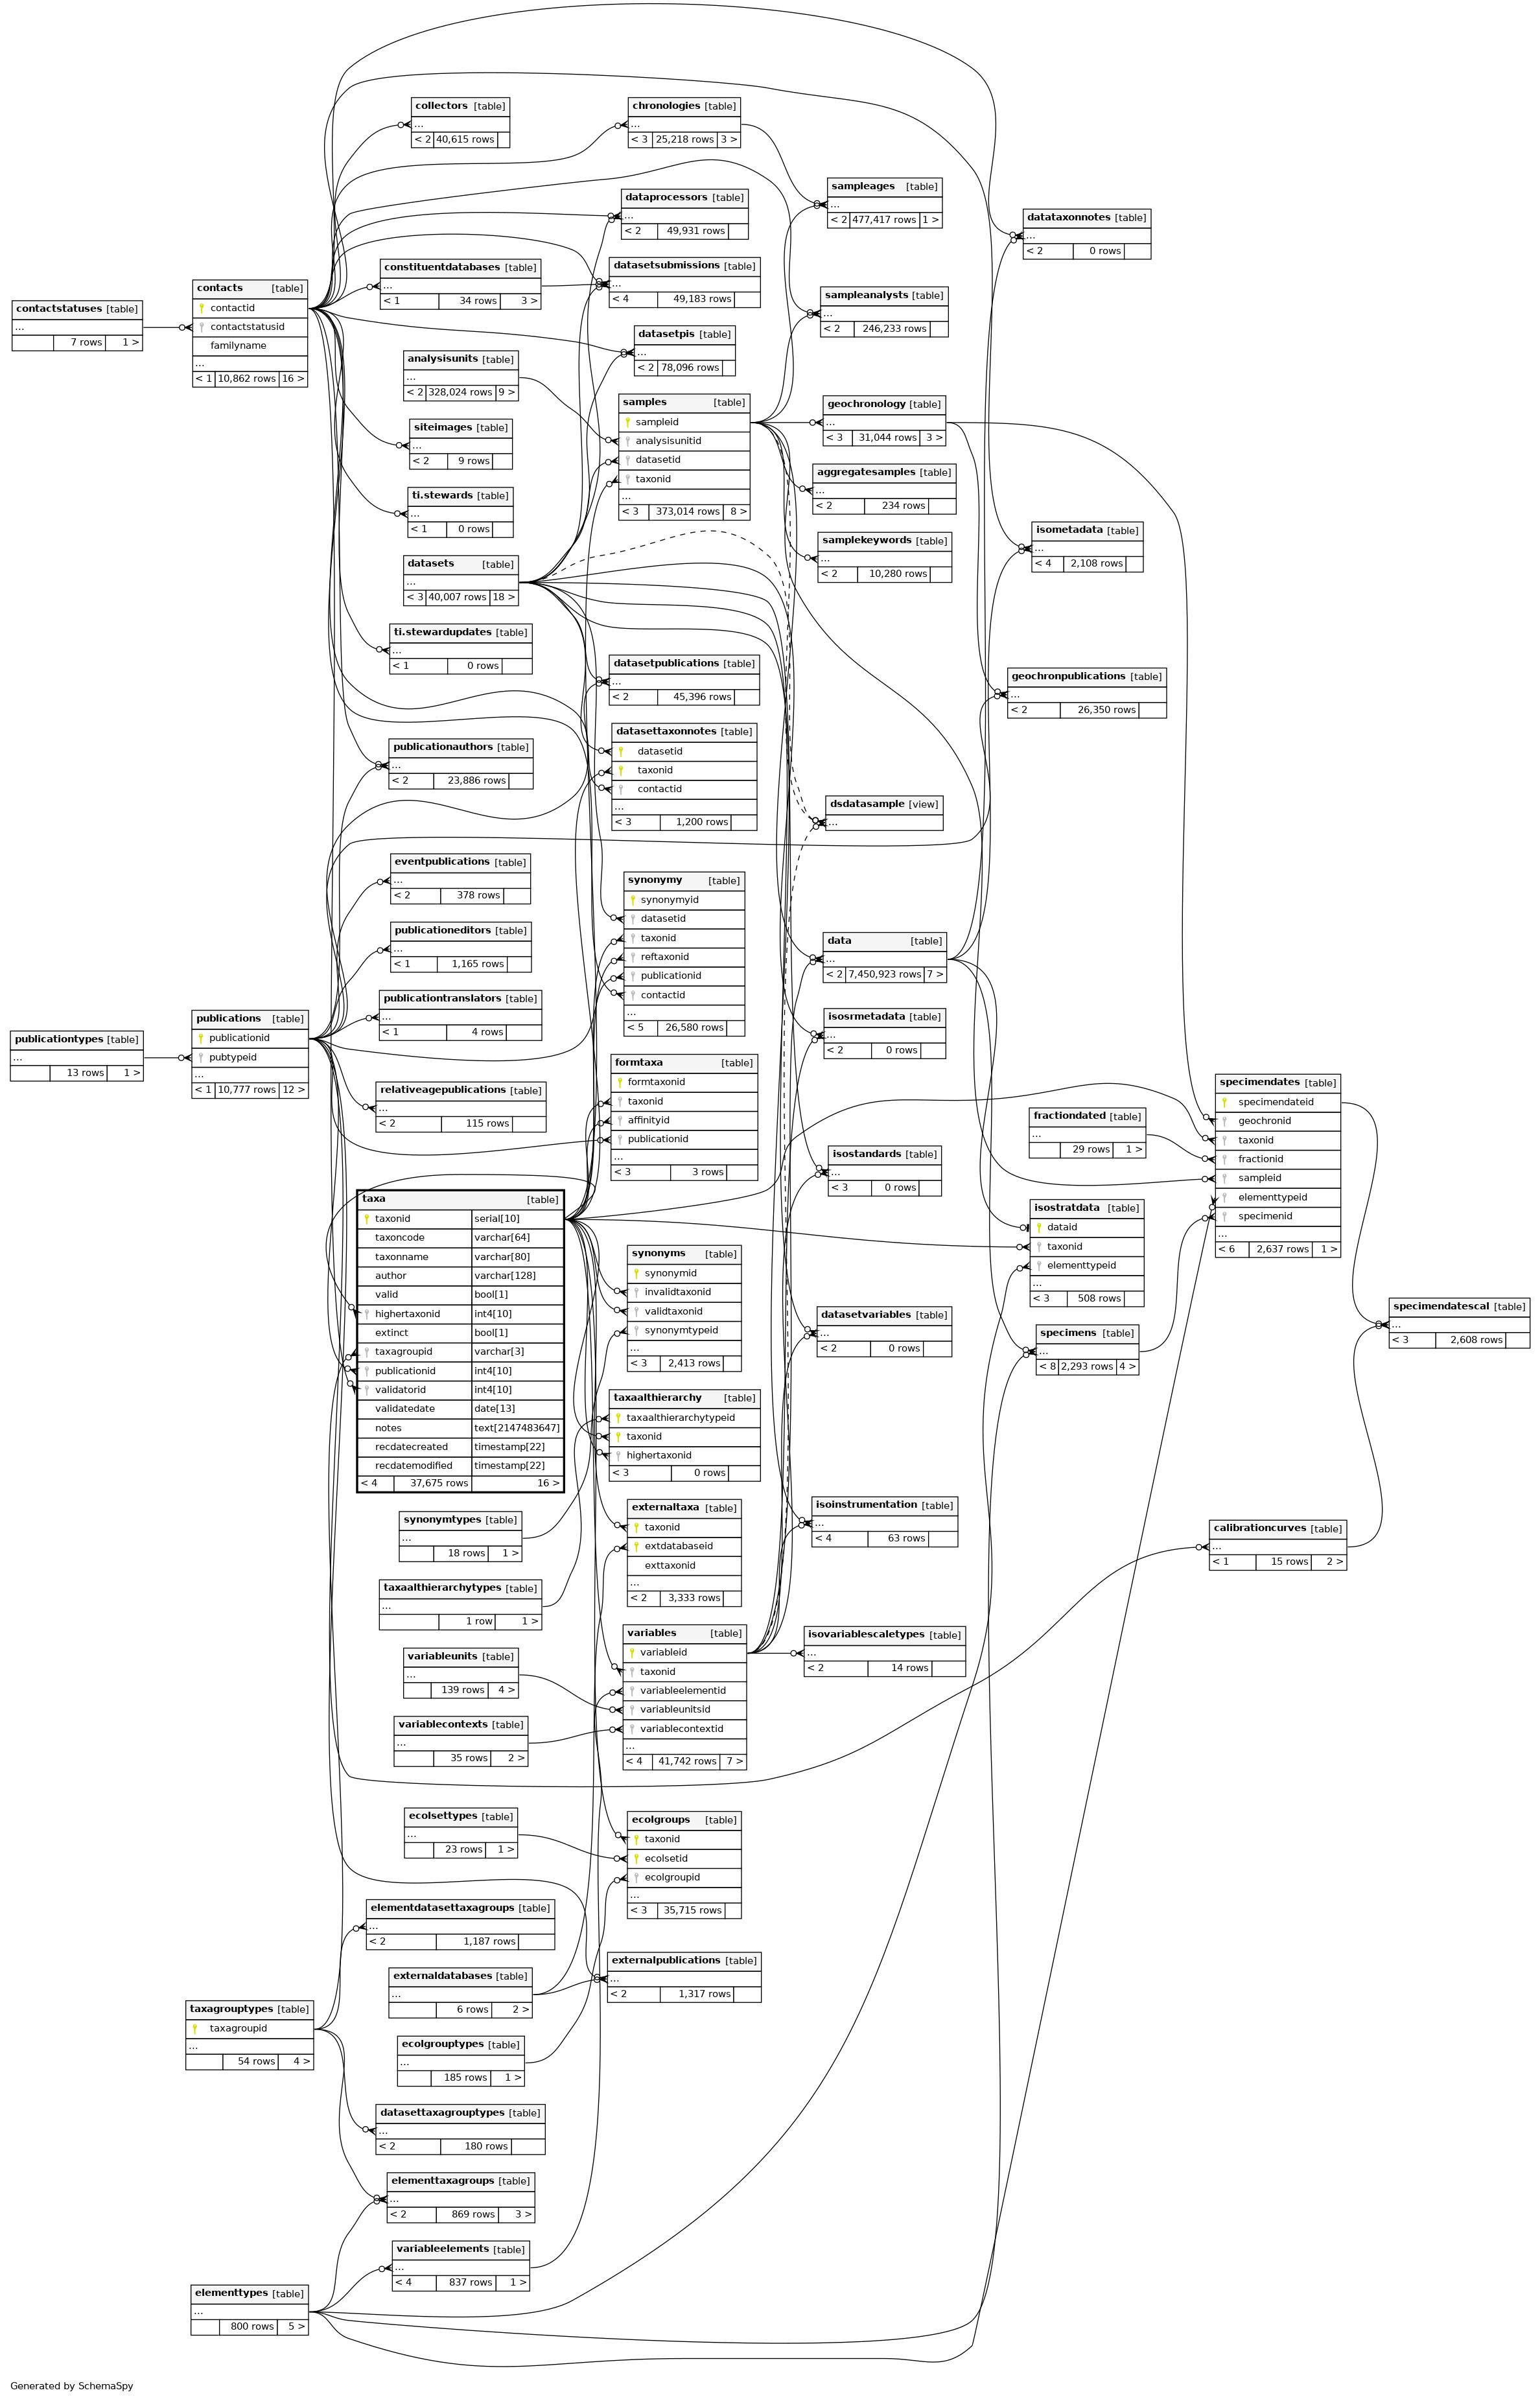 collectors [table]
...
< 2 40,615 rows
chronologies [table]
...
< 3 25,218 rows 3 >
sampleages [table]
...
< 2 477,417 rows 1 >
dataprocessors [table]
...
< 2 49,931 rows
datataxonnotes [table]
...
< 2 0 rows
constituentdatabases [table]
...
< 1 34 rows 3 >
datasetsubmissions [table]
...
< 4 49,183 rows
contacts [table]
contactid
contactstatusid
familyname
...
< 1 10,862 rows 16 >
contactstatuses [table]
...
7 rows 1 >
sampleanalysts [table]
...
< 2 246,233 rows
datasetpis [table]
...
< 2 78,096 rows
analysisunits [table]
...
< 2 328,024 rows 9 >
samples [table]
sampleid
analysisunitid
datasetid
taxonid
...
< 3 373,014 rows 8 >
geochronology [table]
...
< 3 31,044 rows 3 >
siteimages [table]
...
< 2 9 rows
aggregatesamples [table]
...
< 2 234 rows
ti.stewards [table]
...
< 1 0 rows
isometadata [table]
...
< 4 2,108 rows
samplekeywords [table]
...
< 2 10,280 rows
datasets [table]
...
< 3 40,007 rows 18 >
ti.stewardupdates [table]
...
< 1 0 rows
datasetpublications [table]
...
< 2 45,396 rows
geochronpublications [table]
...
< 2 26,350 rows
datasettaxonnotes [table]
datasetid
taxonid
contactid
...
< 3 1,200 rows
publicationauthors [table]
...
< 2 23,886 rows
dsdatasample [view]
...
eventpublications [table]
...
< 2 378 rows
synonymy [table]
synonymyid
datasetid
taxonid
reftaxonid
publicationid
contactid
...
< 5 26,580 rows
publicationeditors [table]
...
< 1 1,165 rows
data [table]
...
< 2 7,450,923 rows 7 >
publicationtranslators [table]
...
< 1 4 rows
publications [table]
publicationid
pubtypeid
...
< 1 10,777 rows 12 >
publicationtypes [table]
...
13 rows 1 >
isosrmetadata [table]
...
< 2 0 rows
formtaxa [table]
formtaxonid
taxonid
affinityid
publicationid
...
< 3 3 rows
relativeagepublications [table]
...
< 2 115 rows
specimendates [table]
specimendateid
geochronid
taxonid
fractionid
sampleid
elementtypeid
specimenid
...
< 6 2,637 rows 1 >
fractiondated [table]
...
29 rows 1 >
isostandards [table]
...
< 3 0 rows
taxa [table]
taxonid serial[10]
taxoncode varchar[64]
taxonname varchar[80]
author varchar[128]
valid bool[1]
highertaxonid int4[10]
extinct bool[1]
taxagroupid varchar[3]
publicationid int4[10]
validatorid int4[10]
validatedate date[13]
notes text[2147483647]
recdatecreated timestamp[22]
recdatemodified timestamp[22]
< 4 37,675 rows 16 >
isostratdata [table]
dataid
taxonid
elementtypeid
...
< 3 508 rows
synonyms [table]
synonymid
invalidtaxonid
validtaxonid
synonymtypeid
...
< 3 2,413 rows
specimendatescal [table]
...
< 3 2,608 rows
datasetvariables [table]
...
< 2 0 rows
specimens [table]
...
< 8 2,293 rows 4 >
taxaalthierarchy [table]
taxaalthierarchytypeid
taxonid
highertaxonid
< 3 0 rows
externaltaxa [table]
taxonid
extdatabaseid
exttaxonid
...
< 2 3,333 rows
isoinstrumentation [table]
...
< 4 63 rows
synonymtypes [table]
...
18 rows 1 >
calibrationcurves [table]
...
< 1 15 rows 2 >
taxaalthierarchytypes [table]
...
1 row 1 >
variables [table]
variableid
taxonid
variableelementid
variableunitsid
variablecontextid
...
< 4 41,742 rows 7 >
isovariablescaletypes [table]
...
< 2 14 rows
variableunits [table]
...
139 rows 4 >
variablecontexts [table]
...
35 rows 2 >
ecolsettypes [table]
...
23 rows 1 >
ecolgroups [table]
taxonid
ecolsetid
ecolgroupid
...
< 3 35,715 rows
elementdatasettaxagroups [table]
...
< 2 1,187 rows
externalpublications [table]
...
< 2 1,317 rows
externaldatabases [table]
...
6 rows 2 >
taxagrouptypes [table]
taxagroupid
...
54 rows 4 >
ecolgrouptypes [table]
...
185 rows 1 >
datasettaxagrouptypes [table]
...
< 2 180 rows
elementtaxagroups [table]
...
< 2 869 rows 3 >
variableelements [table]
...
< 4 837 rows 1 >
elementtypes [table]
...
800 rows 5 >
Generated by SchemaSpy